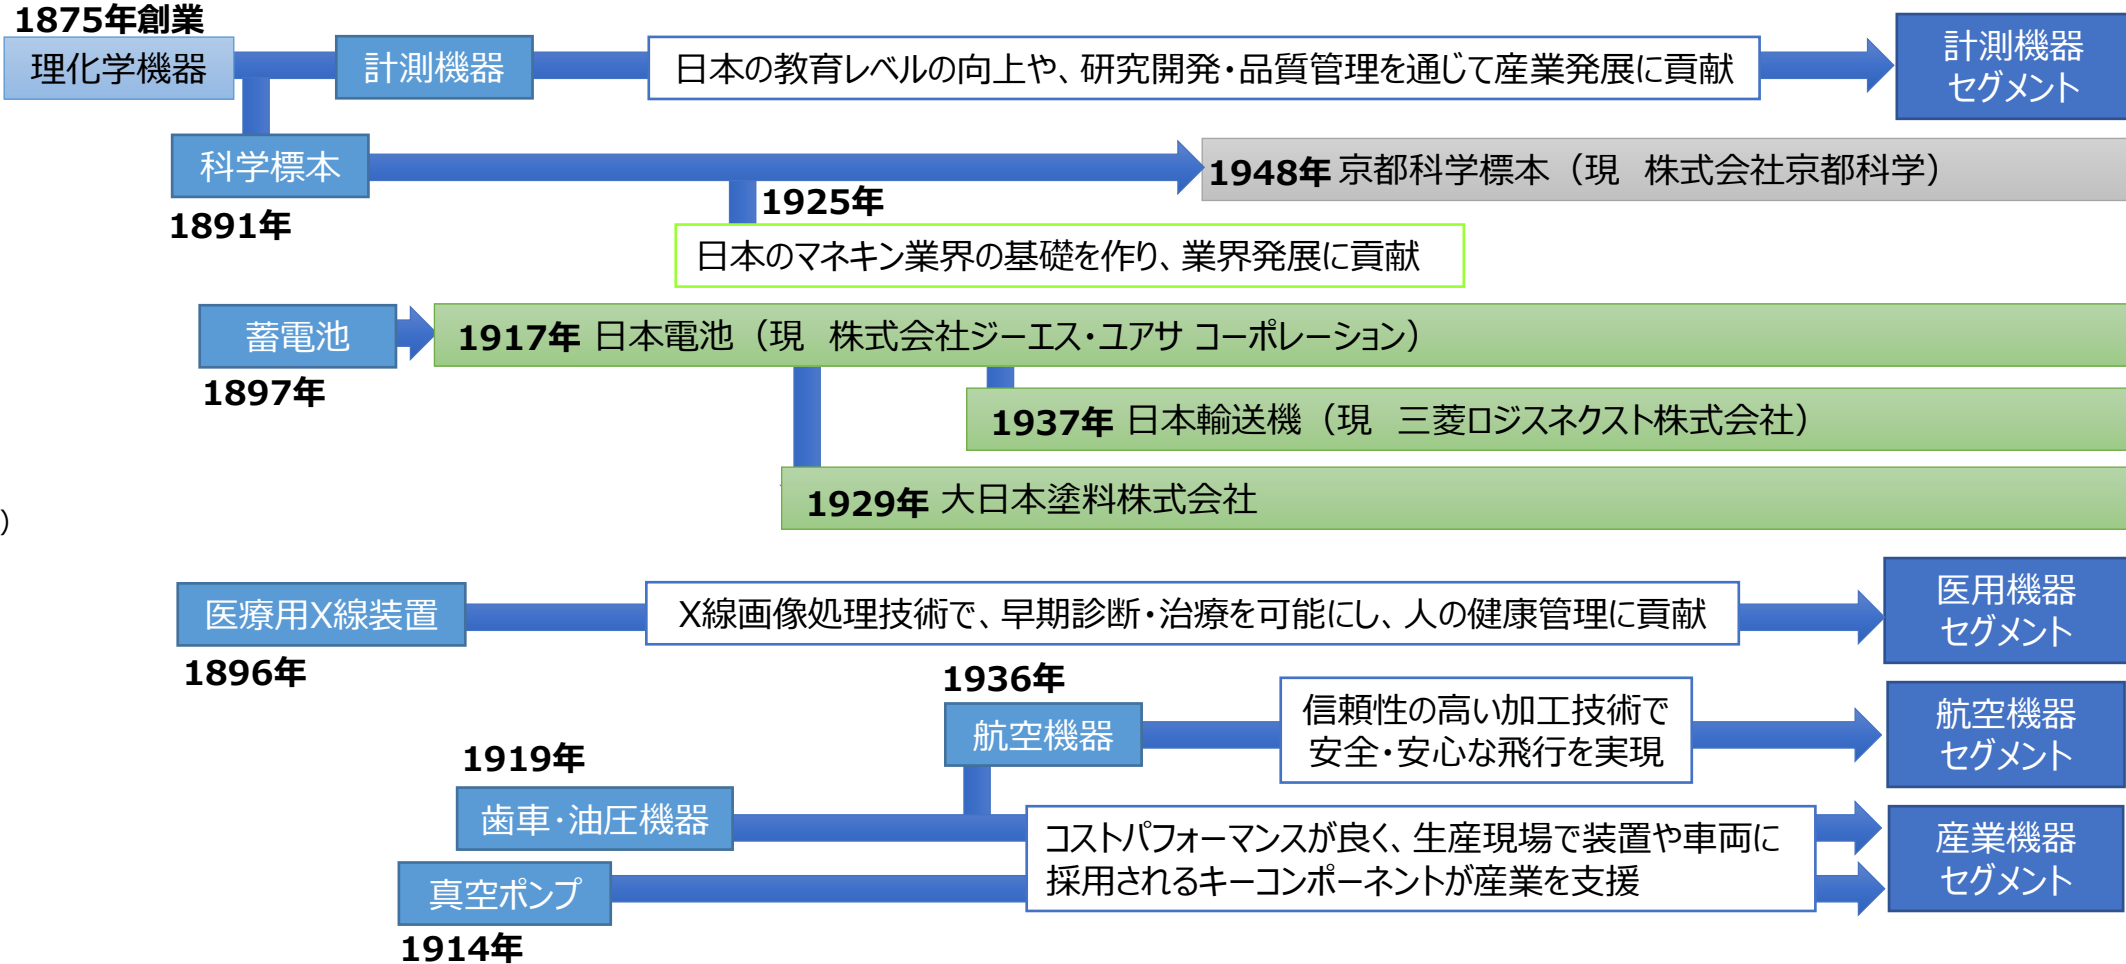 1875年創業
理化学機器
計測機器
日本の教育レベルの向上や、研究開発・品質管理を通じて産業発展に貢献
計測機器
セグメント
科学標本
1891年
1948年 京都科学標本（現　株式会社京都科学）
1925年
日本のマネキン業界の基礎を作り、業界発展に貢献
蓄電池
1897年
1917年 日本電池（現　株式会社ジーエス・ユアサ コーポレーション）
1937年 日本輸送機（現　三菱ロジスネクスト株式会社）
1929年 大日本塗料株式会社
）
医療用X線装置
1896年
X線画像処理技術で、早期診断・治療を可能にし、人の健康管理に貢献
医用機器
セグメント
1936年
航空機器
信頼性の高い加工技術で
安全・安心な飛行を実現
航空機器
セグメント
1919年
歯車・油圧機器
真空ポンプ
1914年
コストパフォーマンスが良く、生産現場で装置や車両に
採用されるキーコンポーネントが産業を支援
産業機器
セグメント